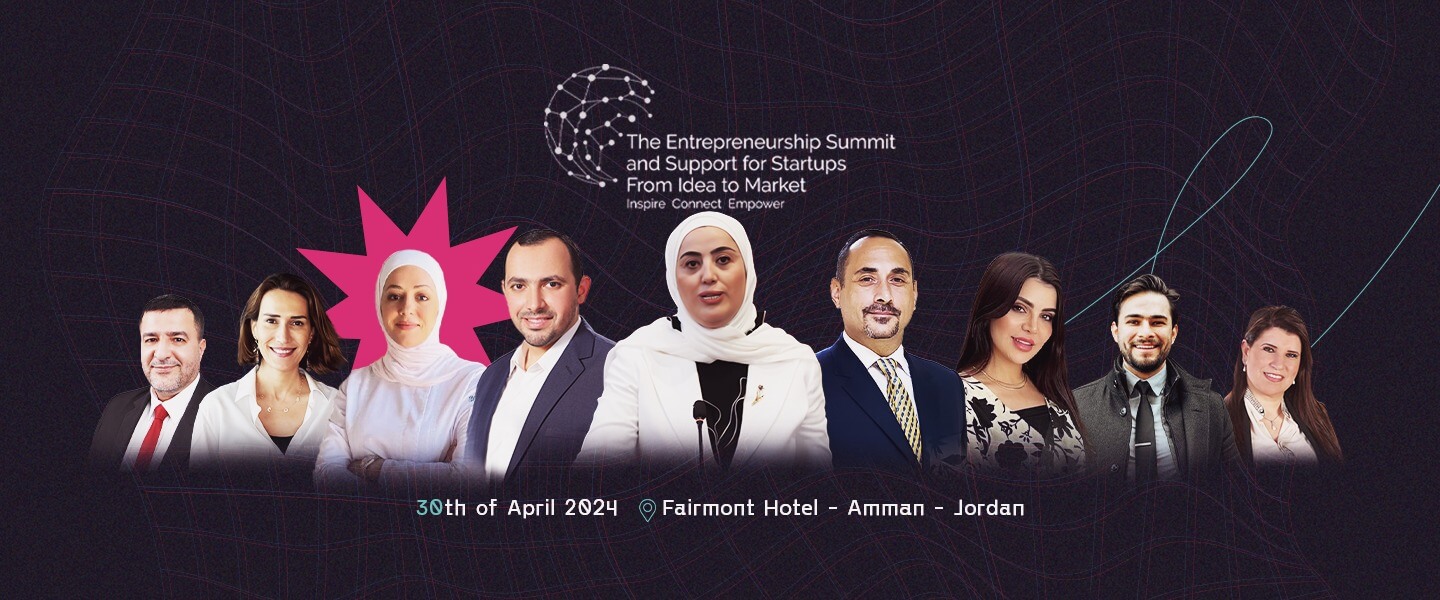 The Entrepreneurship Summit
and Support for Startups
From Idea to Market
Inspire Connect Empower
30th of April 2024 Fairmont Hotel - Amman - Jordan